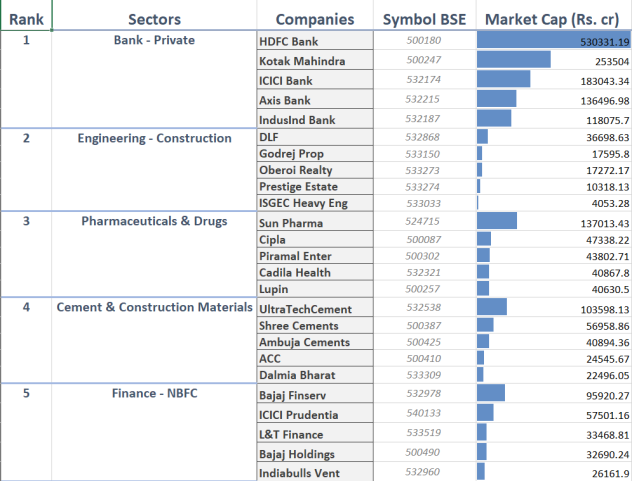 Rank Sectors Companies Symbol BSE Market Cap (Rs. cr)
1 Bank - Private HDFC Bank 500180 530331.19
Kotak Mahindra 500247 253504
ICICI Bank 532174 183043.34
Axis Bank 532215 136496.98
IndusInd Bank 532187 118075.7
2 Engineering - Construction DLF 532868 36698.63
Godrej Prop 533150 17595.8
Oberoi Realty 533273 17272.17
Prestige Estate 533274 10318.13
ISGEC Heavy Eng 533033 4053.28
3 Pharmaceuticals & Drugs Sun Pharma 524715 137013.43
Cipla 500087 47338.22
Piramal Enter 500302 43802.71
Cadila Health 532321 40867.8
Lupin 500257 40630.5
4 Cement & Construction Materials UltraTechCement 532538 103598.13
Shree Cements 500387 56958.86
Ambuja Cements 500425 40894.36
ACC 500410 24545.67
Dalmia Bharat 533309 22496.05
5 Finance - NBFC Bajaj Finserv 532978 95920.27
ICICI Prudentia 540133 57501.16
L&T Finance 533519 33468.81
Bajaj Holdings 500490 32690.24
Indiabulls Vent 532960 26161.9